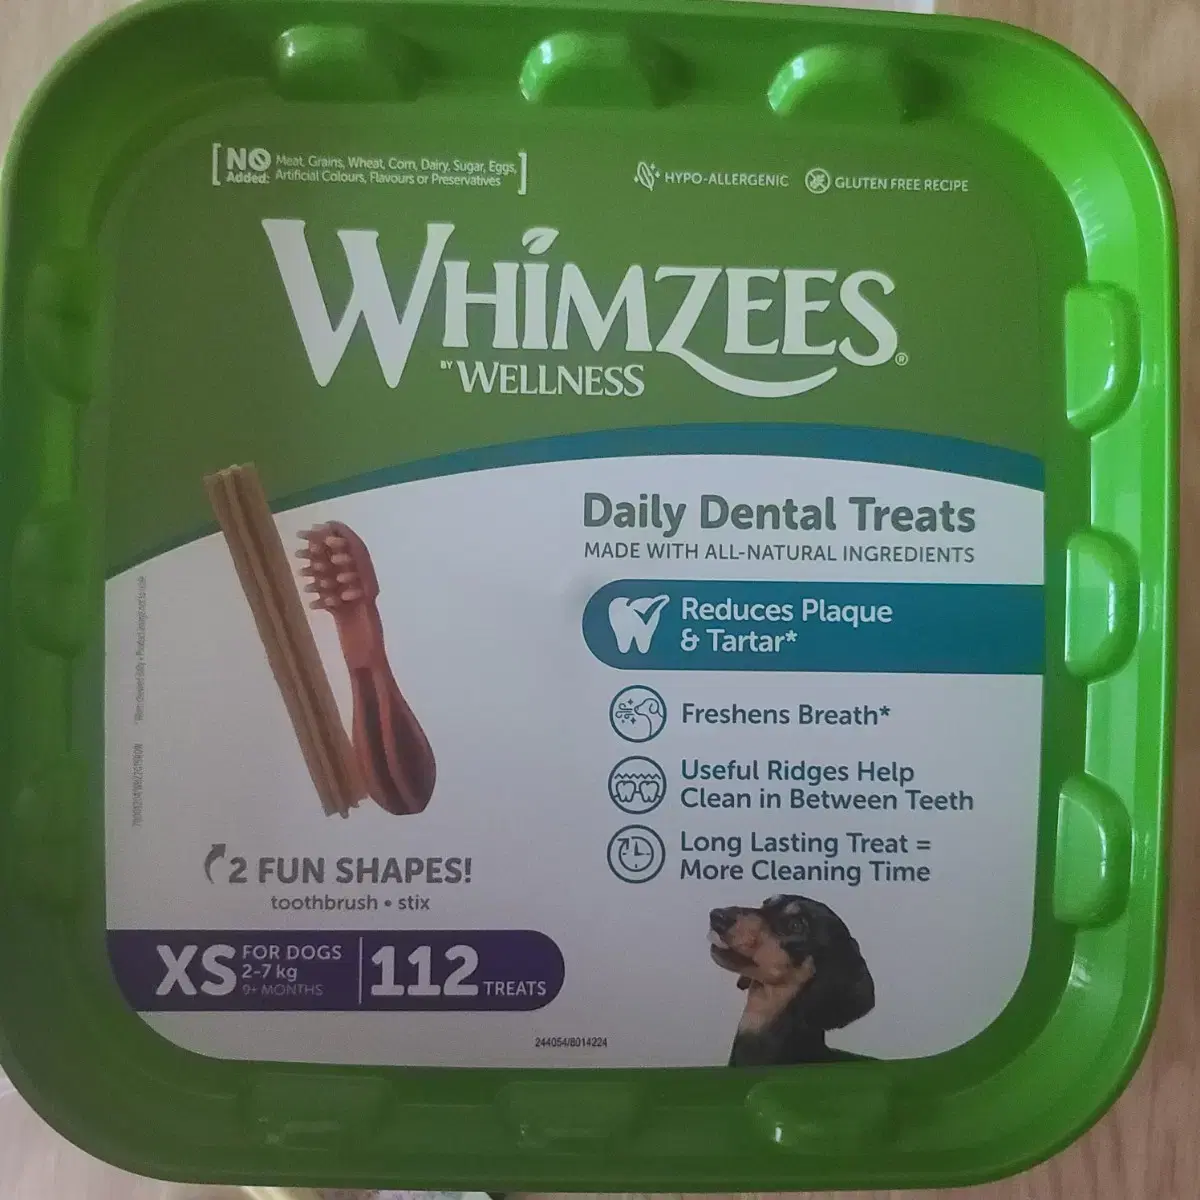 NO Added: Meat, Grains, Wheat, Corn, Dairy, Sugar, Eggs,
Artificial Colours, Flavours or Preservatives
HYPO-ALLERGENIC
GLUTEN FREE RECIPE
WHIMZEES®
BY WELLNESS
Daily Dental Treats
MADE WITH ALL-NATURAL INGREDIENTS
Reduces Plaque
& Tartar*
Freshens Breath*
Useful Ridges Help
Clean in Between Teeth
Long Lasting Treat =
More Cleaning Time
2 FUN SHAPES!
toothbrush • stix
XS FOR DOGS
2-7 kg
9+ MONTHS
112 TREATS
244054/8014224